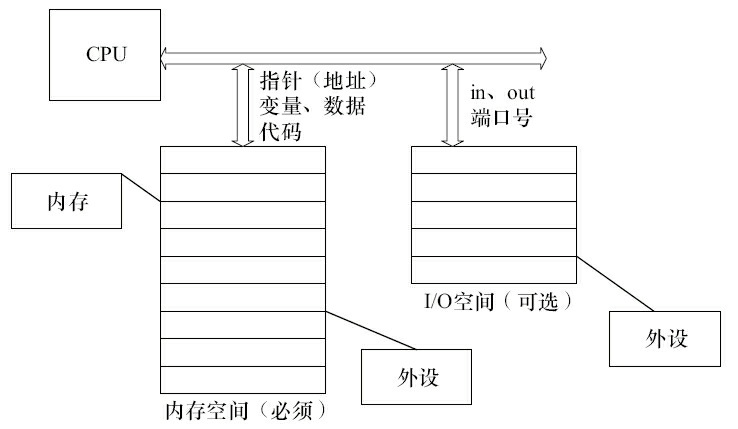 CPU
指针（地址）
变量、数据
代码
in、out
端口号
内存
I/O空间（可选）
外设
外设
内存空间（必须）